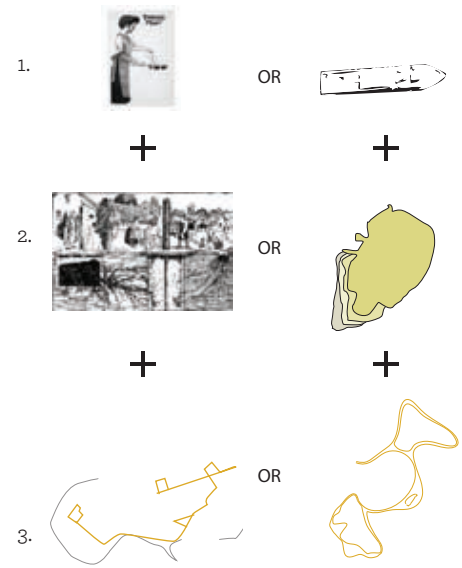 1.
OR
+
+
2.
OR
+
+
OR
3.